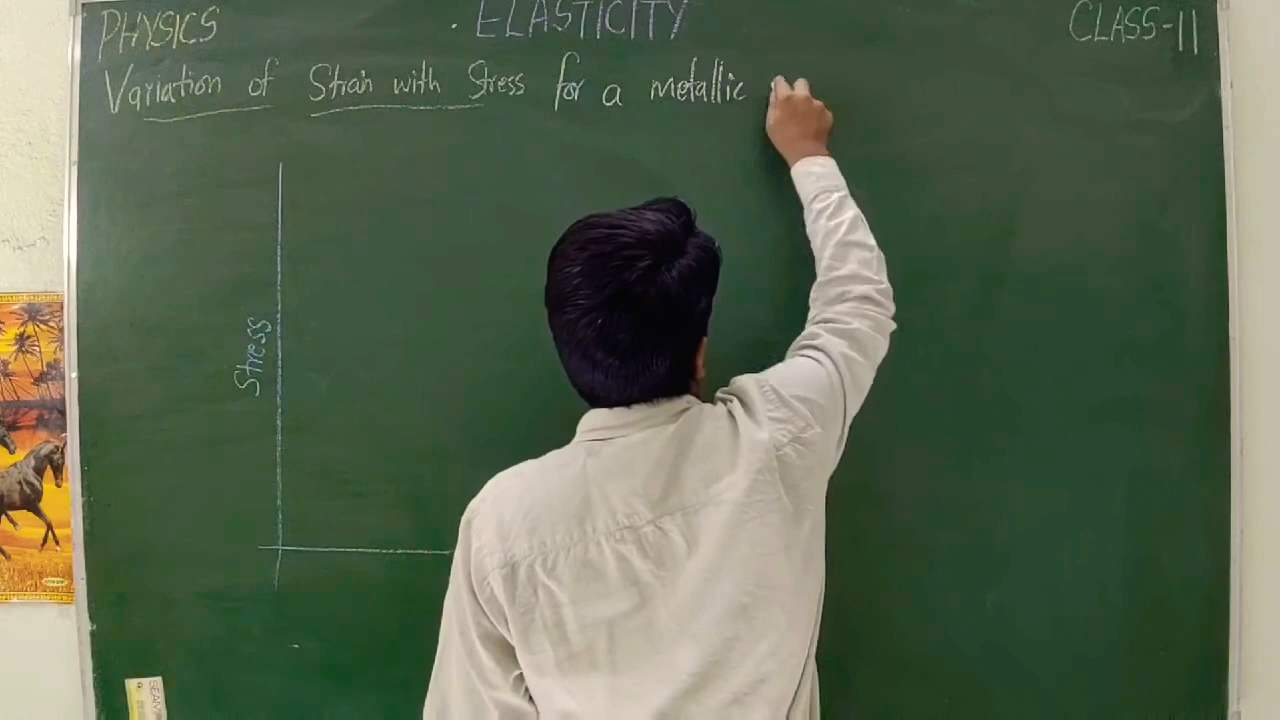 PHYSICS
. ELASTICITY
CLASS-11
Variation of Strain with Stress for a metallic
Stress